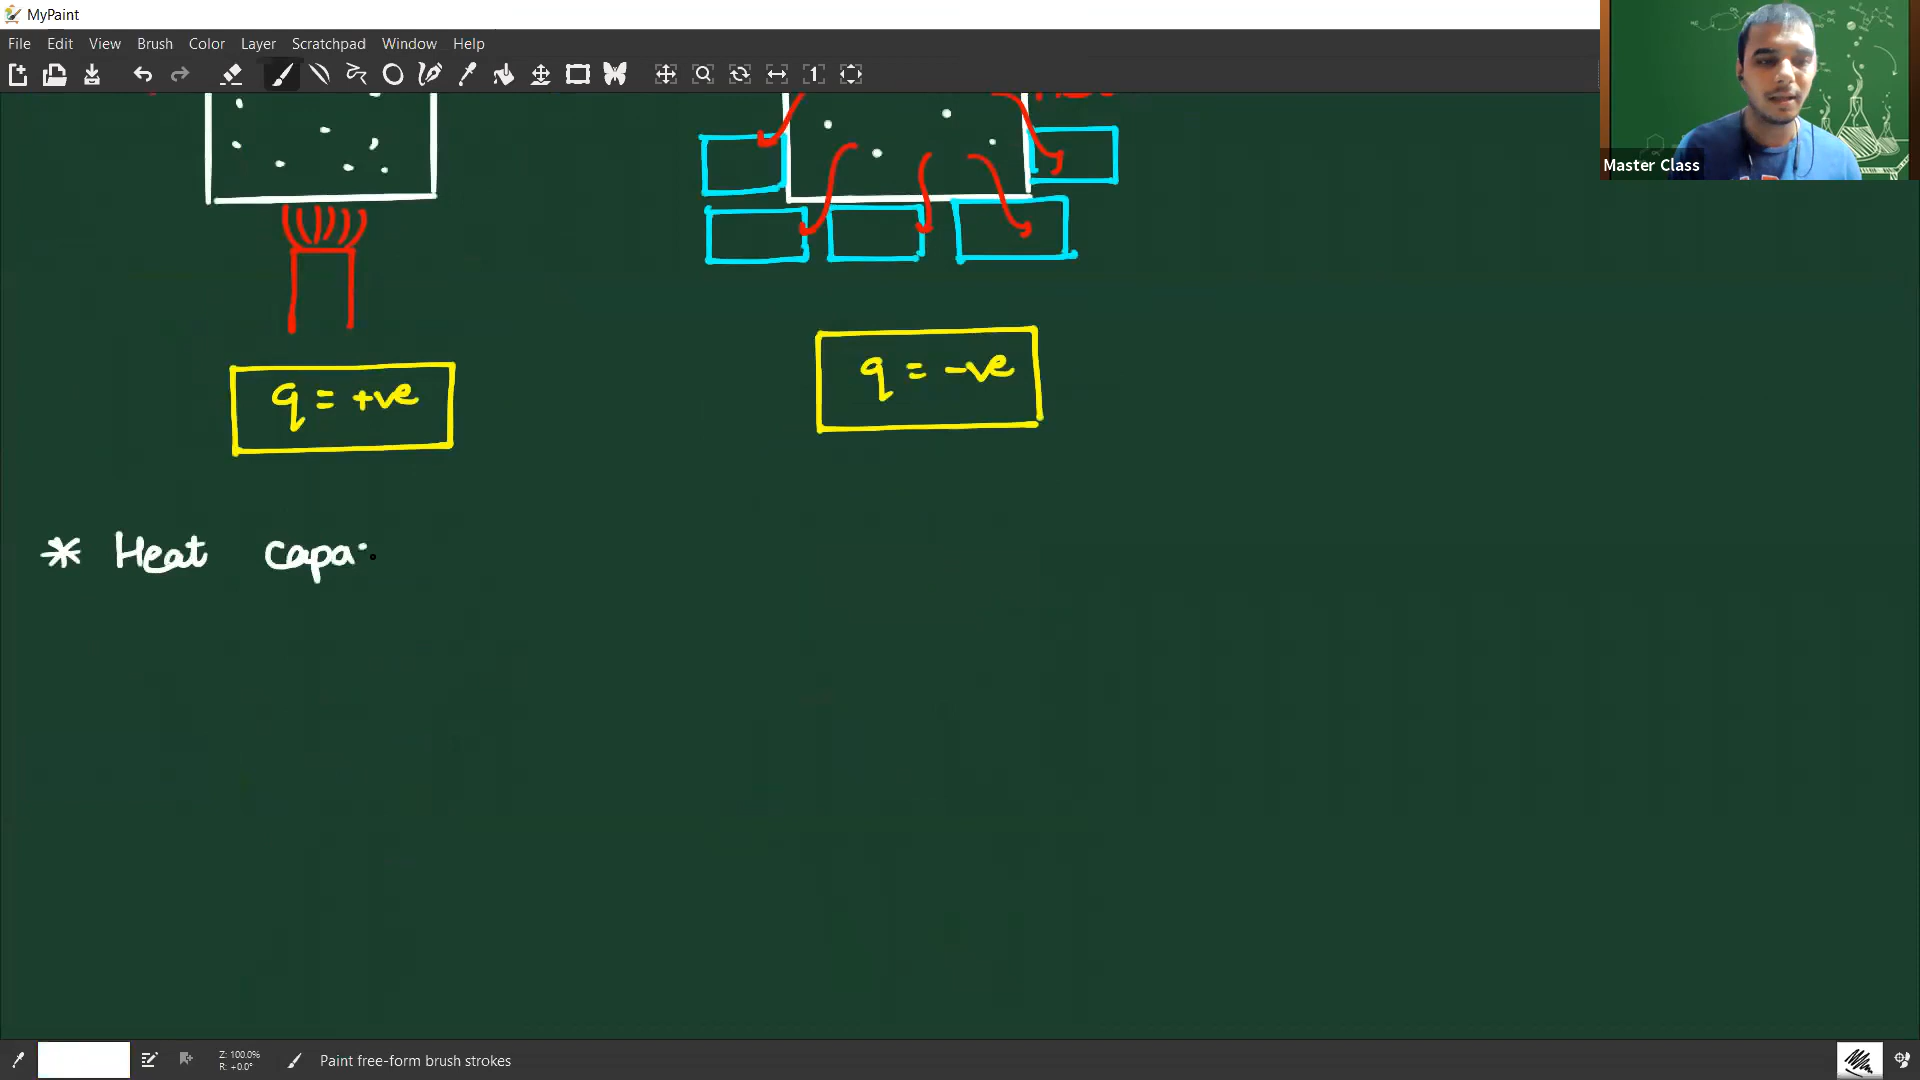 MyPaint
File Edit View Brush Color Layer Scratchpad Window Help
1
Master Class
q = +ve
q = -ve
* Heat capa
Z: 100.0%
R: +0.0°
Paint free-form brush strokes